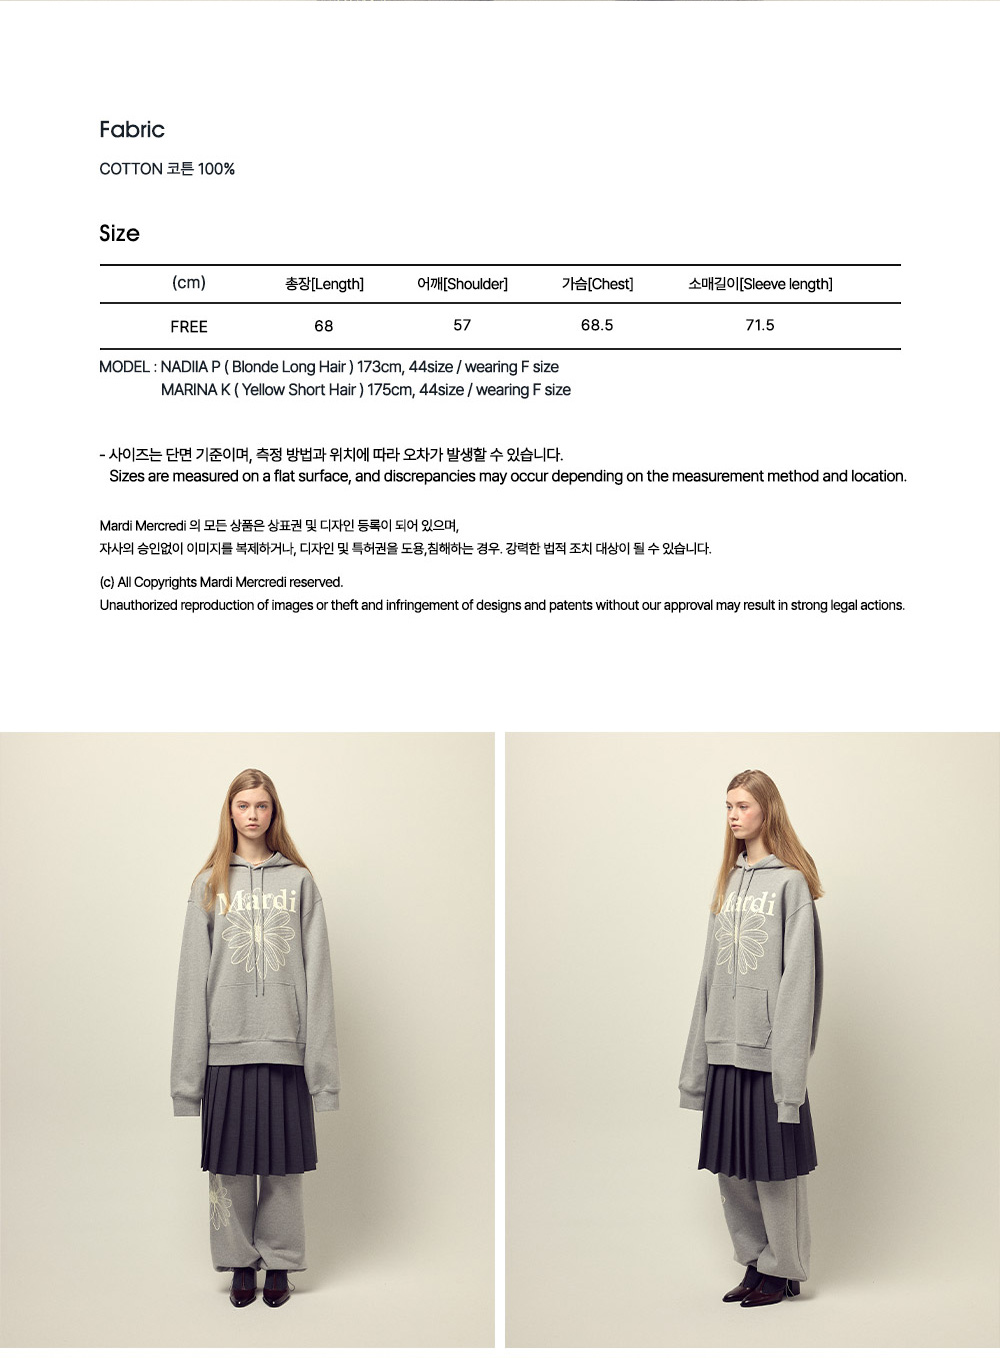 Fabric
COTTON 코튼 100%
Size
(cm) 총장[Length] 어깨[Shoulder] 가슴[Chest] 소매길이[Sleeve length]
FREE 68 57 68.5 71.5
MODEL : NADIIA P ( Blonde Long Hair ) 173cm, 44size / wearing F size
MARINA K ( Yellow Short Hair ) 175cm, 44size / wearing F size
- 사이즈는 단면 기준이며, 측정 방법과 위치에 따라 오차가 발생할 수 있습니다.
Sizes are measured on a flat surface, and discrepancies may occur depending on the measurement method and location.
Mardi Mercredi 의 모든 상품은 상표권 및 디자인 등록이 되어 있으며,
자사의 승인없이 이미지를 복제하거나, 디자인 및 특허권을 도용,침해하는 경우. 강력한 법적 조치 대상이 될 수 있습니다.
(c) All Copyrights Mardi Mercredi reserved.
Unauthorized reproduction of images or theft and infringement of designs and patents without our approval may result in strong legal actions.
Mardi
Mardi